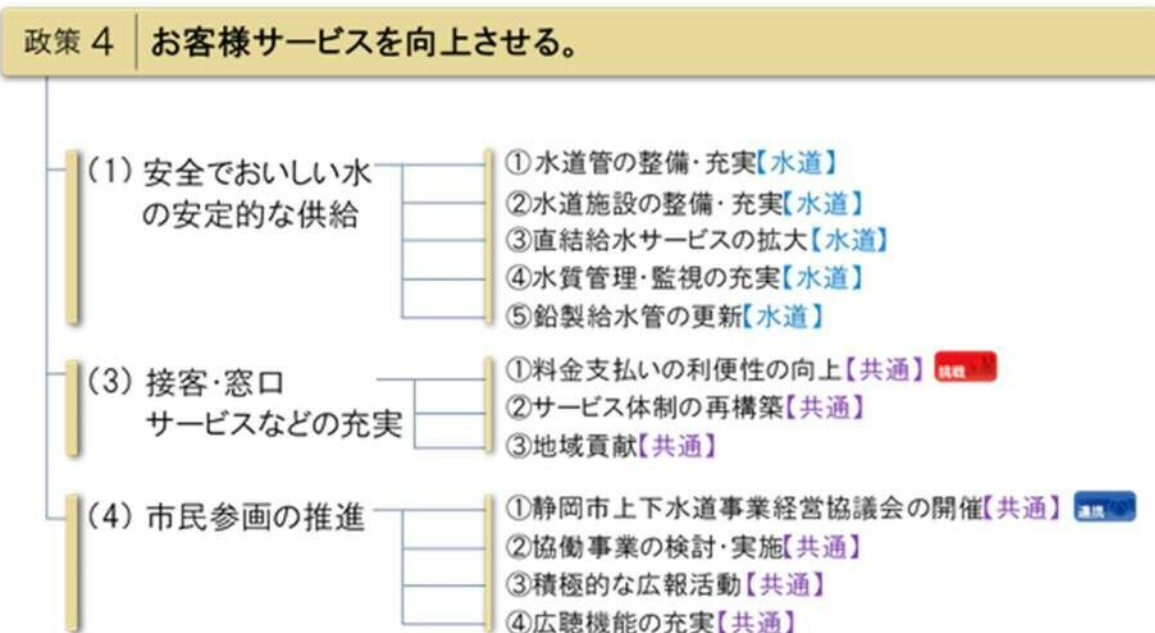 政策 4 お客様サービスを向上させる。
(1) 安全でおいしい水
の安定的な供給
①水道管の整備・充実【水道】
②水道施設の整備・充実【水道】
③直結給水サービスの拡大【水道】
④水質管理・監視の充実【水道】
⑤鉛製給水管の更新【水道】
(3) 接客・窓口
サービスなどの充実
①料金支払いの利便性の向上【共通】 挑戦
②サービス体制の再構築【共通】
③地域貢献【共通】
(4) 市民参画の推進
①静岡市上下水道事業経営協議会の開催【共通】 連携
②協働事業の検討・実施【共通】
③積極的な広報活動【共通】
④広聴機能の充実【共通】